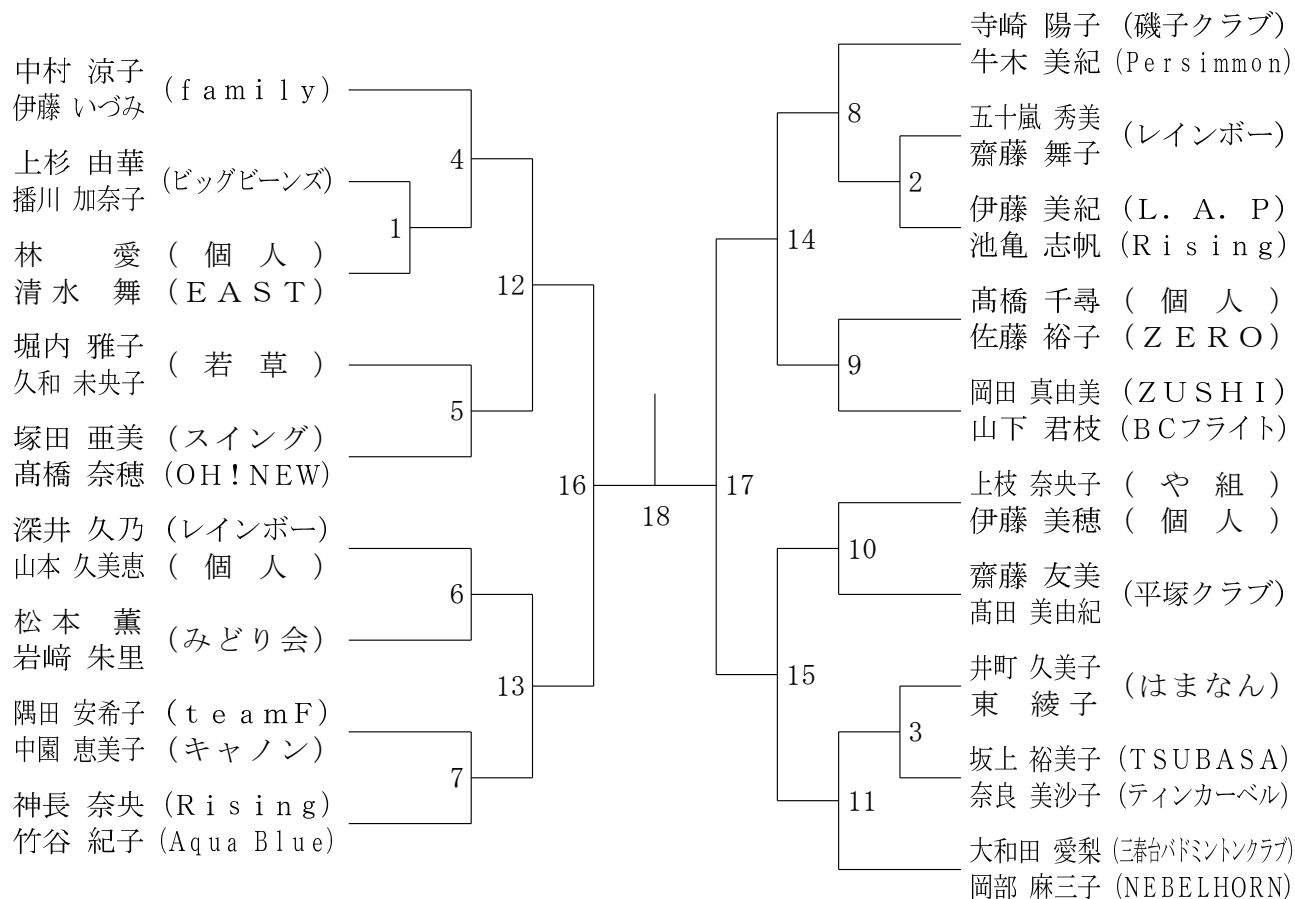 中村 涼子 (family)
伊藤 いづみ
上杉 由華 (ビッグビーンズ)
播川 加奈子
林 愛 (個人)
清水 舞 (EAST)
堀内 雅子 (若草)
久和 未央子
塚田 亜美 (スイング)
髙橋 奈穂 (OH!NEW)
深井 久乃 (レインボー)
山本 久美恵 (個人)
松本 薫 (みどり会)
岩﨑 朱里
隅田 安希子 (teamF)
中園 恵美子 (キャノン)
神長 奈央 (Rising)
竹谷 紀子 (Aqua Blue)
4
1
12
5
16
6
13
7
18
17
8
2
14
9
10
15
3
11
寺崎 陽子 (磯子クラブ)
牛木 美紀 (Persimmon)
五十嵐 秀美 (レインボー)
齋藤 舞子
伊藤 美紀 (L.A.P)
池亀 志帆 (Rising)
髙橋 千尋 (個人)
佐藤 裕子 (ZERO)
岡田 真由美 (ZUSHI)
山下 君枝 (BCフライト)
上枝 奈央子 (や組)
伊藤 美穂 (個人)
齋藤 友美 (平塚クラブ)
髙田 美由紀
井町 久美子 (はまなん)
東 綾子
坂上 裕美子 (TSUBASA)
奈良 美沙子 (ティンカーベル)
大和田 愛梨 (三春台バドミントンクラブ)
岡部 麻三子 (NEBELHORN)